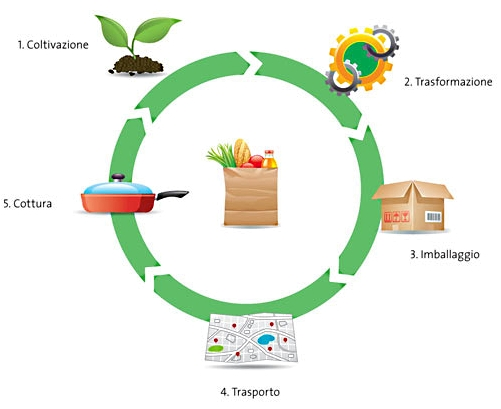 1. Coltivazione
2. Trasformazione
3. Imballaggio
4. Trasporto
5. Cottura